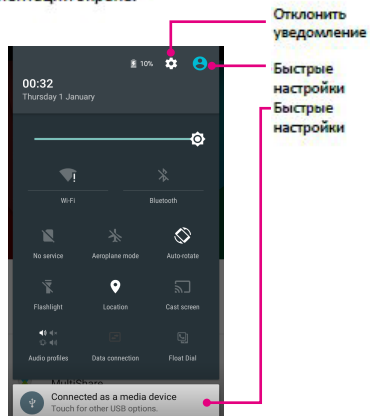 Отклонить
уведомление
Быстрые
настройки
Быстрые
настройки
10%
00:32
Thursday 1 January
Wi-Fi
Bluetooth
No service
Aeroplane mode
Auto-rotate
Flashlight
Location
Cast screen
Audio profiles
Data connection
Float Dial
MultiShare
Connected as a media device
Touch for other USB options.